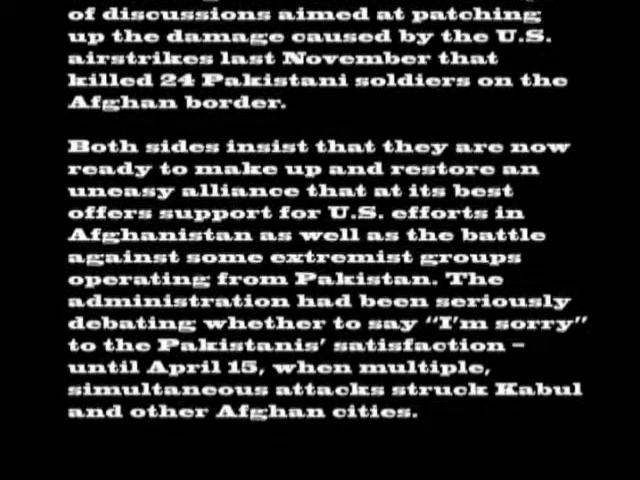 of discussions aimed at patching
up the damage caused by the U.S.
airstrikes last November that
killed 24 Pakistani soldiers on the
Afghan border.
Both sides insist that they are now
ready to make up and restore an
uneasy alliance that at its best
offers support for U.S. efforts in
Afghanistan as well as the battle
against some extremist groups
operating from Pakistan. The
administration had been seriously
debating whether to say “I’m sorry”
to the Pakistanis’ satisfaction –
until April 15, when multiple,
simultaneous attacks struck Kabul
and other Afghan cities.